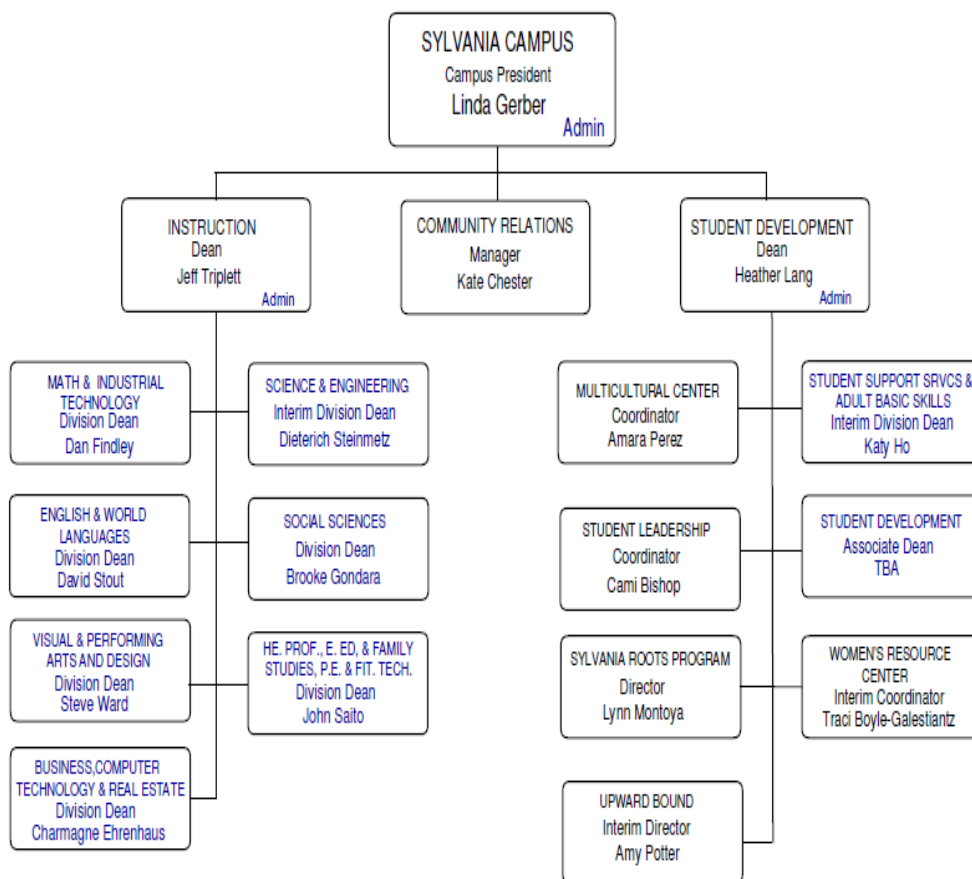 SYLVANIA CAMPUS
Campus President
Linda Gerber
Admin
INSTRUCTION
Dean
Jeff Triplett
Admin
COMMUNITY RELATIONS
Manager
Kate Chester
STUDENT DEVELOPMENT
Dean
Heather Lang
Admin
MATH & INDUSTRIAL
TECHNOLOGY
Division Dean
Dan Findley
SCIENCE & ENGINEERING
Interim Division Dean
Dieterich Steinmetz
MULTICULTURAL CENTER
Coordinator
Amara Perez
STUDENT SUPPORT SRVCS &
ADULT BASIC SKILLS
Interim Division Dean
Katy Ho
ENGLISH & WORLD
LANGUAGES
Division Dean
David Stout
SOCIAL SCIENCES
Division Dean
Brooke Gondara
STUDENT LEADERSHIP
Coordinator
Cami Bishop
STUDENT DEVELOPMENT
Associate Dean
TBA
VISUAL & PERFORMING
ARTS AND DESIGN
Division Dean
Steve Ward
HE. PROF., E. ED, & FAMILY
STUDIES, P.E. & FIT. TECH.
Division Dean
John Saito
SYLVANIA ROOTS PROGRAM
Director
Lynn Montoya
WOMEN'S RESOURCE
CENTER
Interim Coordinator
Traci Boyle-Galestiantz
BUSINESS,COMPUTER
TECHNOLOGY & REAL ESTATE
Division Dean
Charmagne Ehrenhaus
UPWARD BOUND
Interim Director
Amy Potter